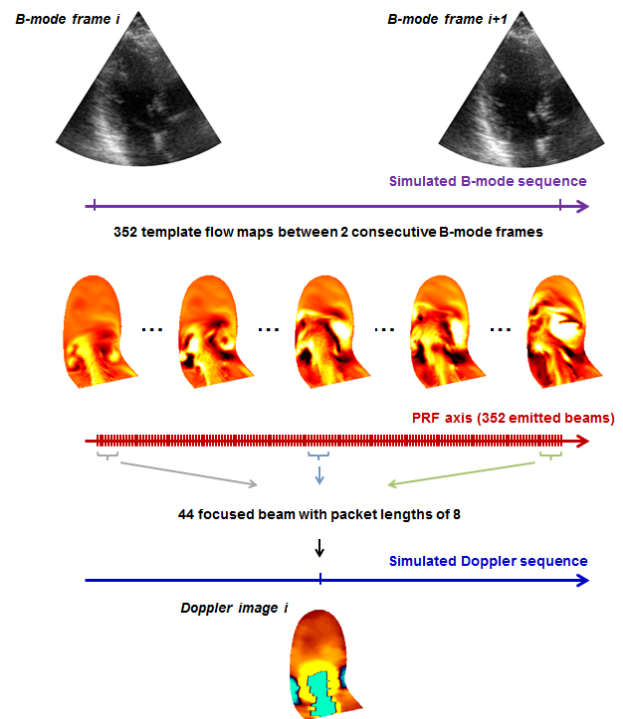 B-mode frame i
B-mode frame i+1
Simulated B-mode sequence
352 template flow maps between 2 consecutive B-mode frames
... ... ... ...
PRF axis (352 emitted beams)
44 focused beam with packet lengths of 8
Simulated Doppler sequence
Doppler image i